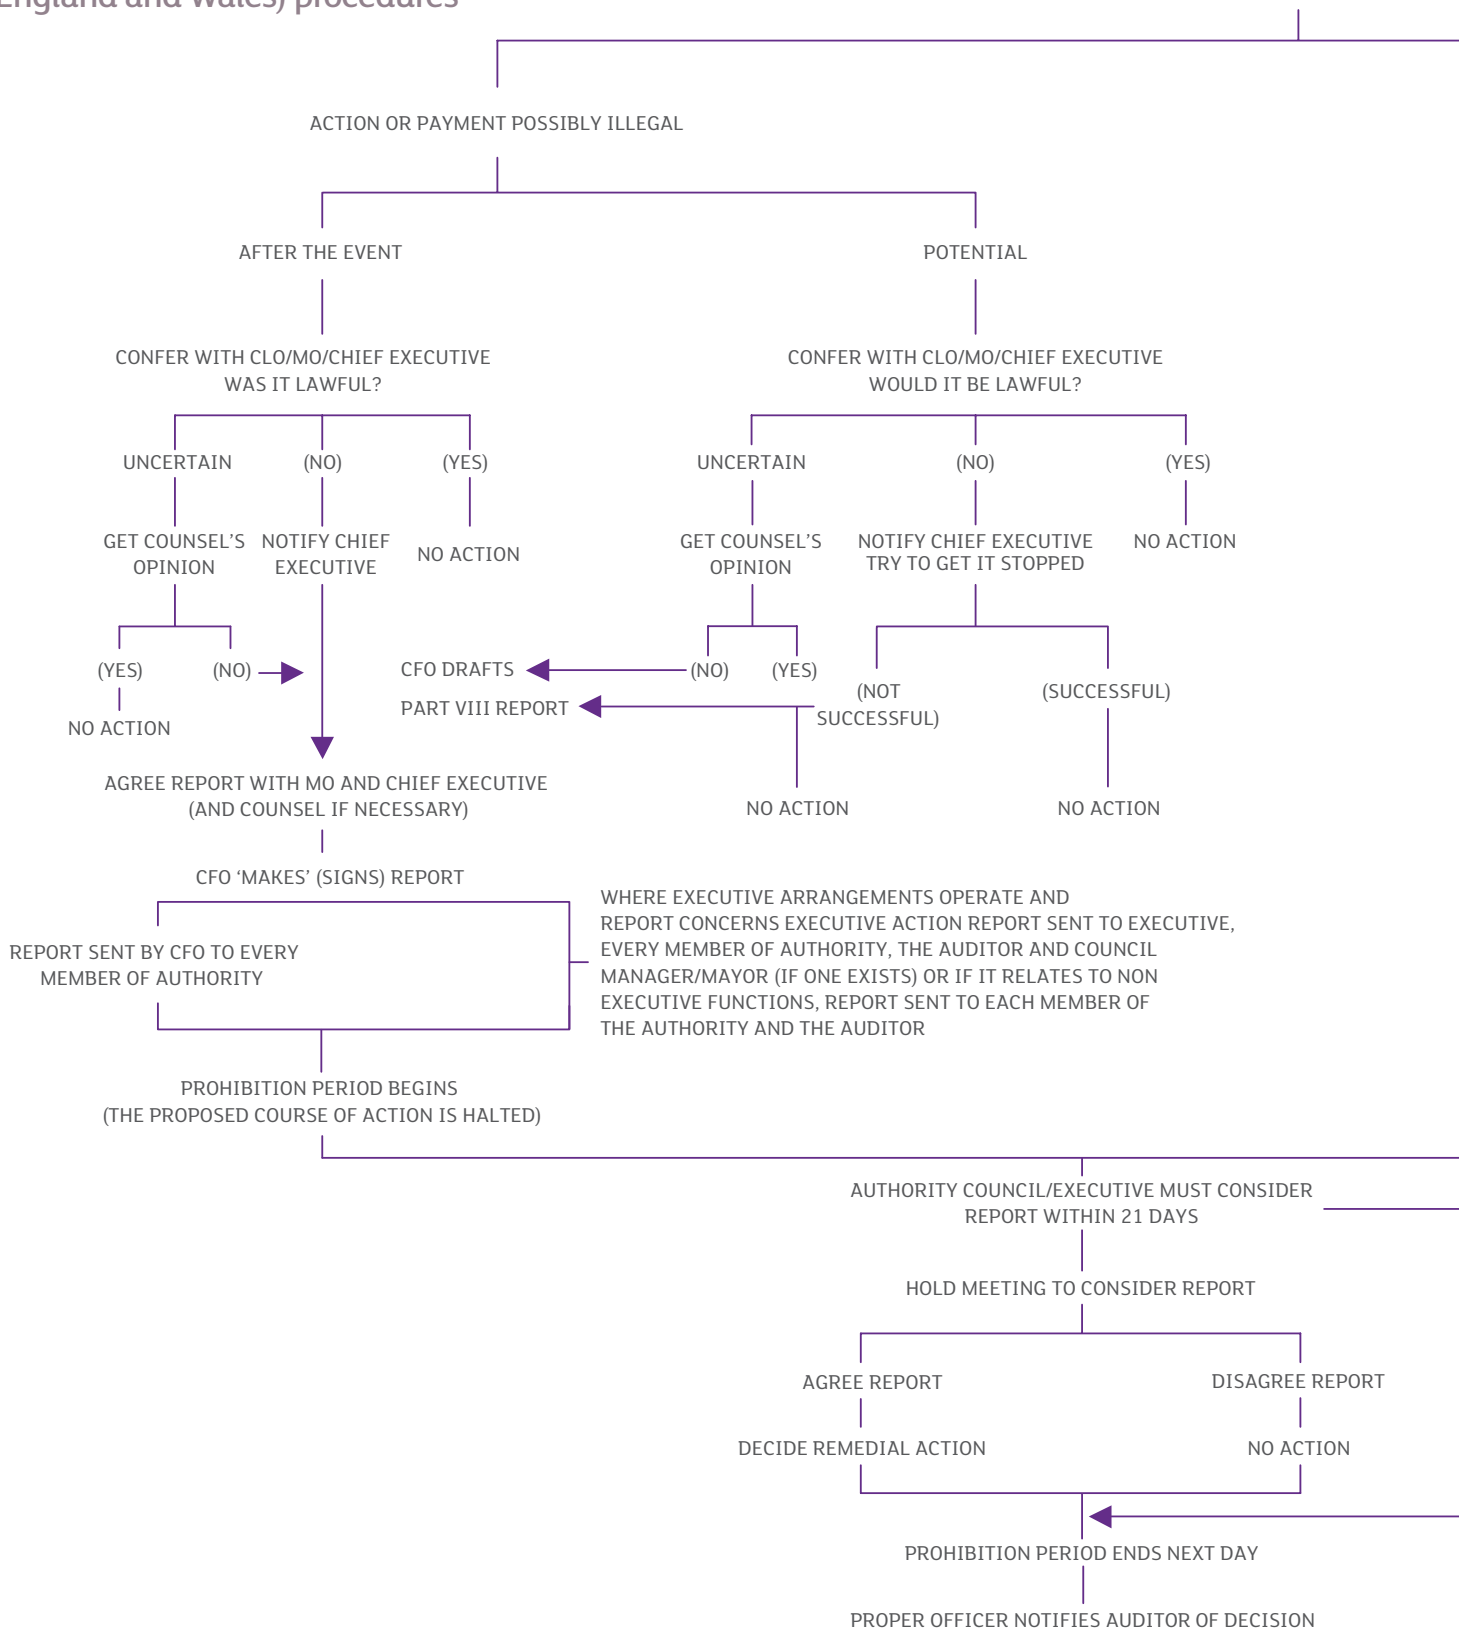 England and Wales) procedures
ACTION OR PAYMENT POSSIBLY ILLEGAL
AFTER THE EVENT
POTENTIAL
CONFER WITH CLO/MO/CHIEF EXECUTIVE
WAS IT LAWFUL?
CONFER WITH CLO/MO/CHIEF EXECUTIVE
WOULD IT BE LAWFUL?
UNCERTAIN
(NO)
(YES)
UNCERTAIN
(NO)
(YES)
GET COUNSEL'S
OPINION
NOTIFY CHIEF
EXECUTIVE
NO ACTION
GET COUNSEL'S
OPINION
NOTIFY CHIEF EXECUTIVE
TRY TO GET IT STOPPED
NO ACTION
(YES)
(NO)
CFO DRAFTS
PART VIII REPORT
(NO)
(YES)
(NOT
SUCCESSFUL)
(SUCCESSFUL)
NO ACTION
AGREE REPORT WITH MO AND CHIEF EXECUTIVE
(AND COUNSEL IF NECESSARY)
NO ACTION
NO ACTION
CFO ‘MAKES’ (SIGNS) REPORT
REPORT SENT BY CFO TO EVERY
MEMBER OF AUTHORITY
WHERE EXECUTIVE ARRANGEMENTS OPERATE AND
REPORT CONCERNS EXECUTIVE ACTION REPORT SENT TO EXECUTIVE,
EVERY MEMBER OF AUTHORITY, THE AUDITOR AND COUNCIL
MANAGER/MAYOR (IF ONE EXISTS) OR IF IT RELATES TO NON
EXECUTIVE FUNCTIONS, REPORT SENT TO EACH MEMBER OF
THE AUTHORITY AND THE AUDITOR
PROHIBITION PERIOD BEGINS
(THE PROPOSED COURSE OF ACTION IS HALTED)
AUTHORITY COUNCIL/EXECUTIVE MUST CONSIDER
REPORT WITHIN 21 DAYS
HOLD MEETING TO CONSIDER REPORT
AGREE REPORT
DISAGREE REPORT
DECIDE REMEDIAL ACTION
NO ACTION
PROHIBITION PERIOD ENDS NEXT DAY
PROPER OFFICER NOTIFIES AUDITOR OF DECISION